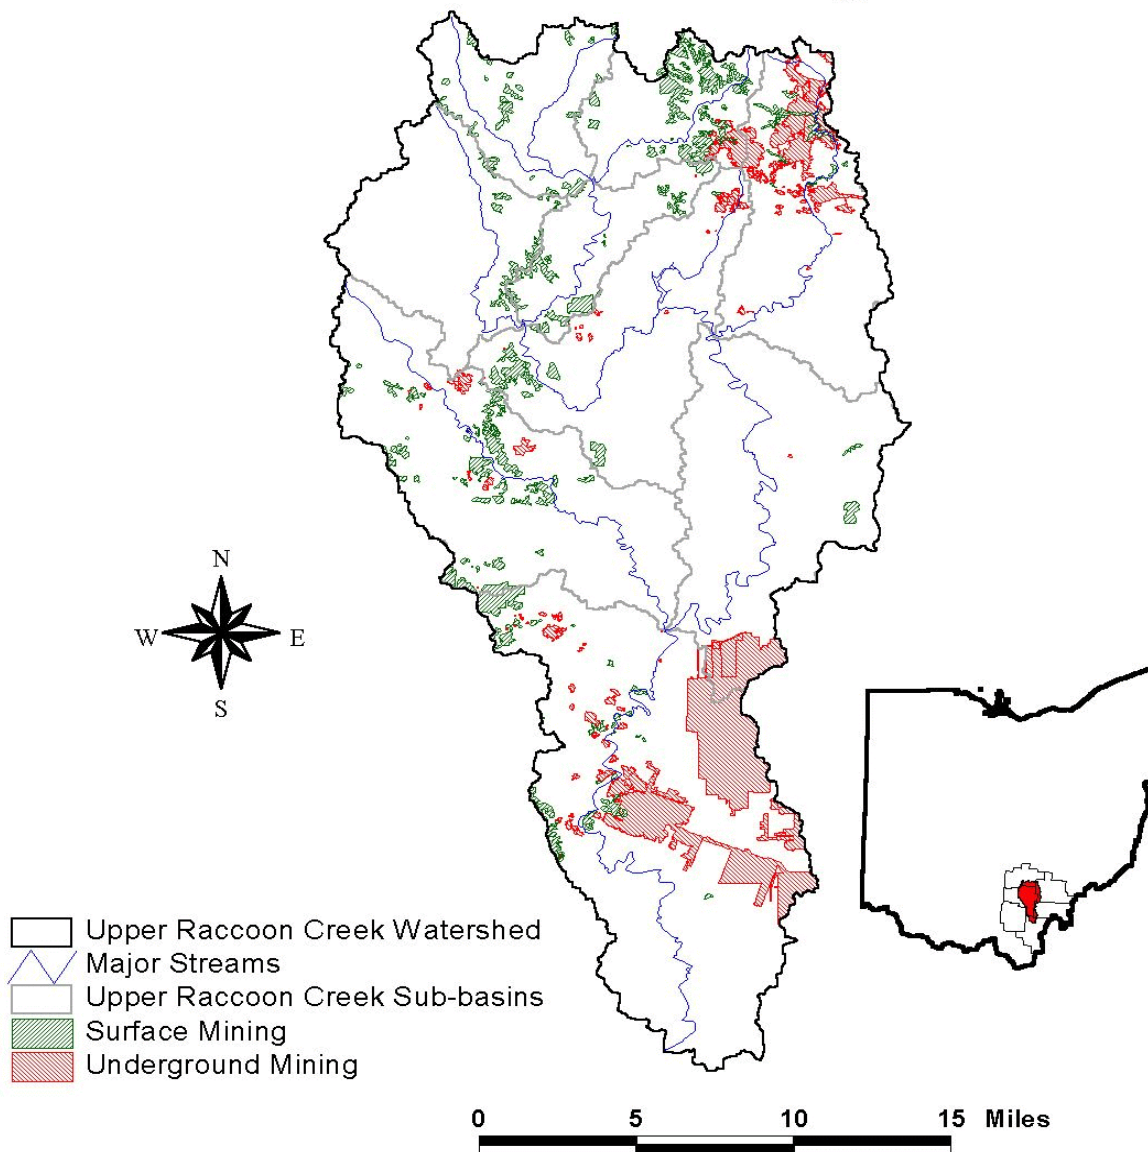 N
W
E
S
Upper Raccoon Creek Watershed
Major Streams
Upper Raccoon Creek Sub-basins
Surface Mining
Underground Mining
0 5 10 15 Miles